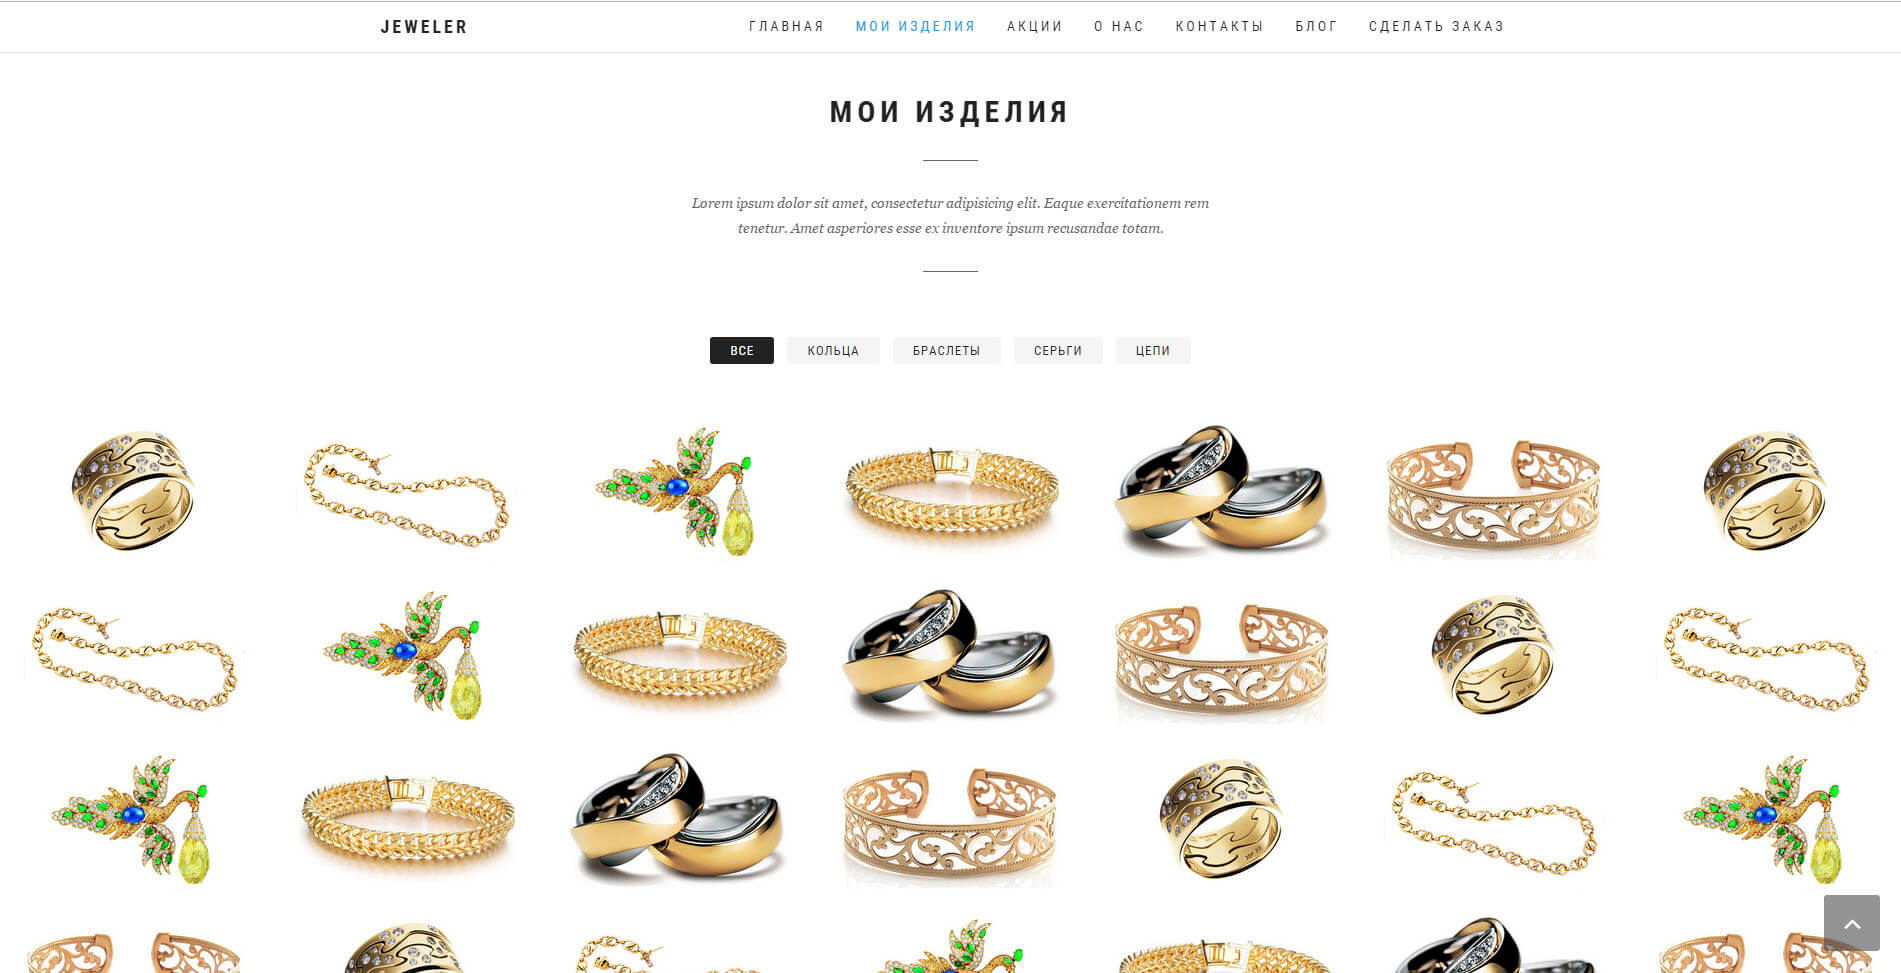 JEWELER
ГЛАВНАЯ МОИ ИЗДЕЛИЯ АКЦИИ О НАС КОНТАКТЫ БЛОГ СДЕЛАТЬ ЗАКАЗ
МОИ ИЗДЕЛИЯ
Lorem ipsum dolor sit amet, consectetur adipisicing elit. Eaque exercitationem rem
tenetur. Amet asperiores esse ex inventore ipsum recusandae totam.
ВСЕ КОЛЬЦА БРАСЛЕТЫ СЕРЬГИ ЦЕПИ